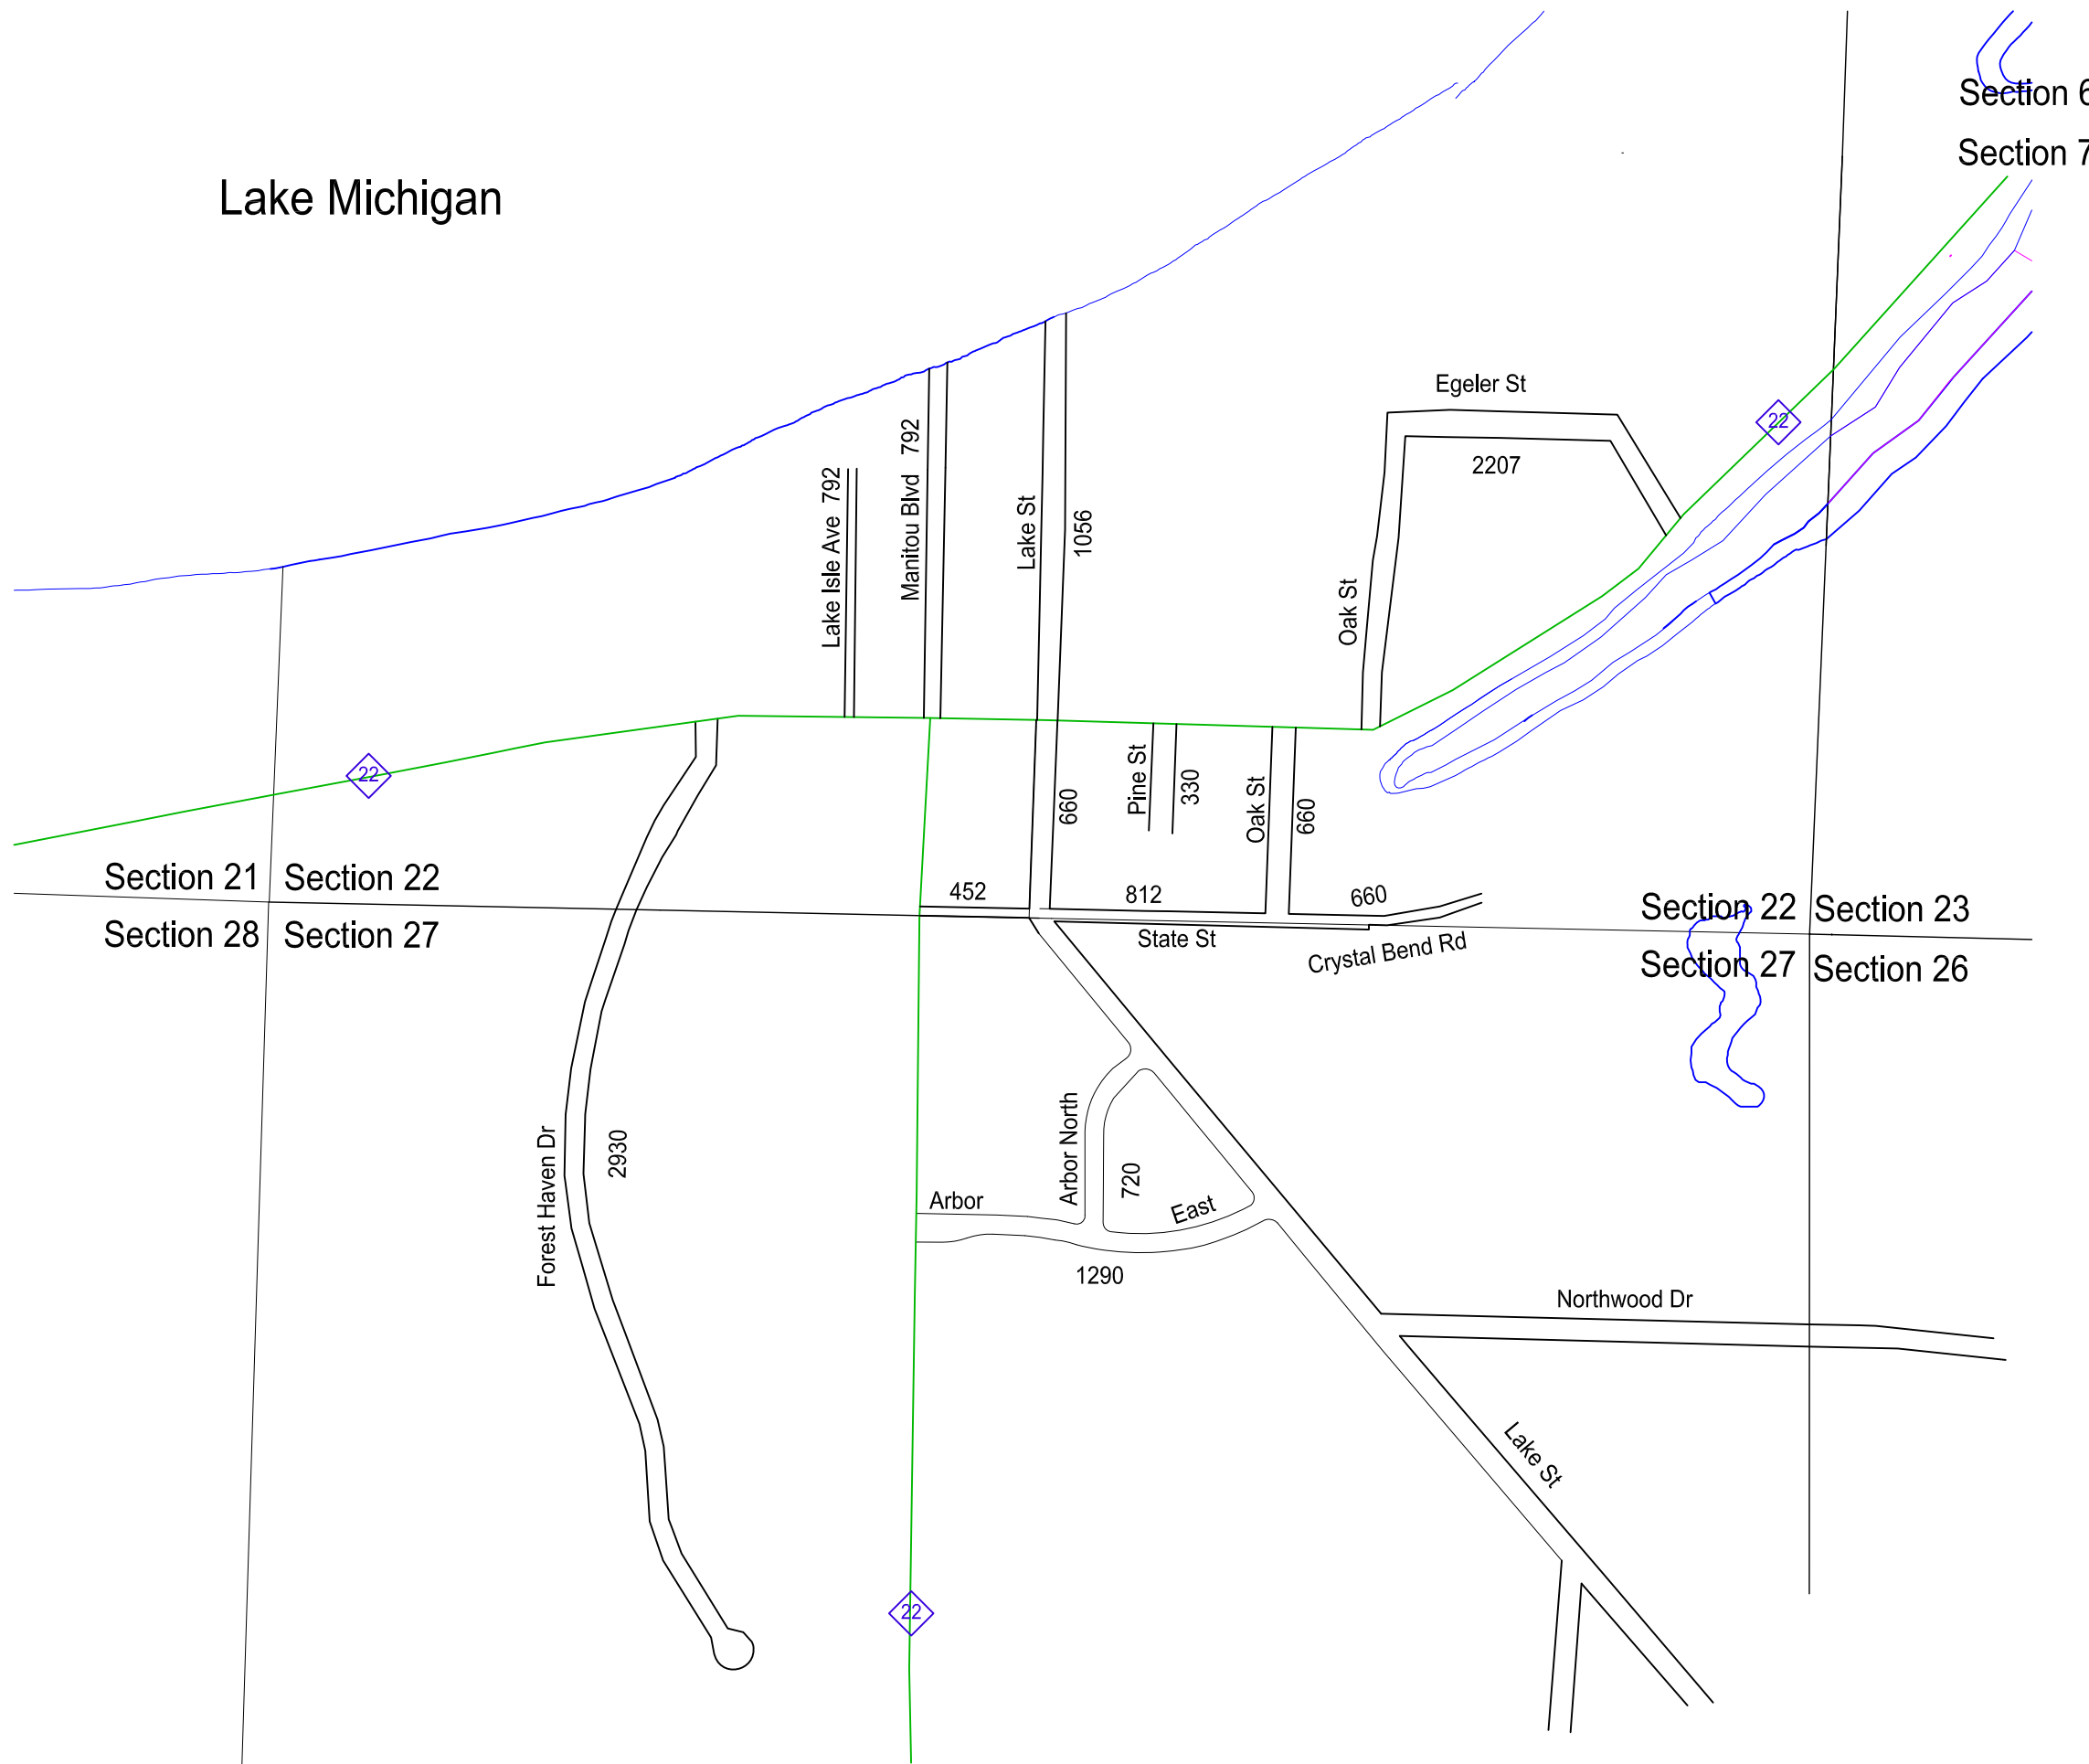 Section 6
Section 7
Lake Michigan
Egeler St
22
2207
Lake Isle Ave 792
Manitou Blvd 792
Lake St
1056
Oak St
22
Pine St
330
Oak St
660
660
Section 21
Section 22
452
812
660
Section 22
Section 23
Section 28
Section 27
State St
Crystal Bend Rd
Section 27
Section 26
Forest Haven Dr
2930
Arbor North
720
Arbor
East
1290
Northwood Dr
Lake St
22